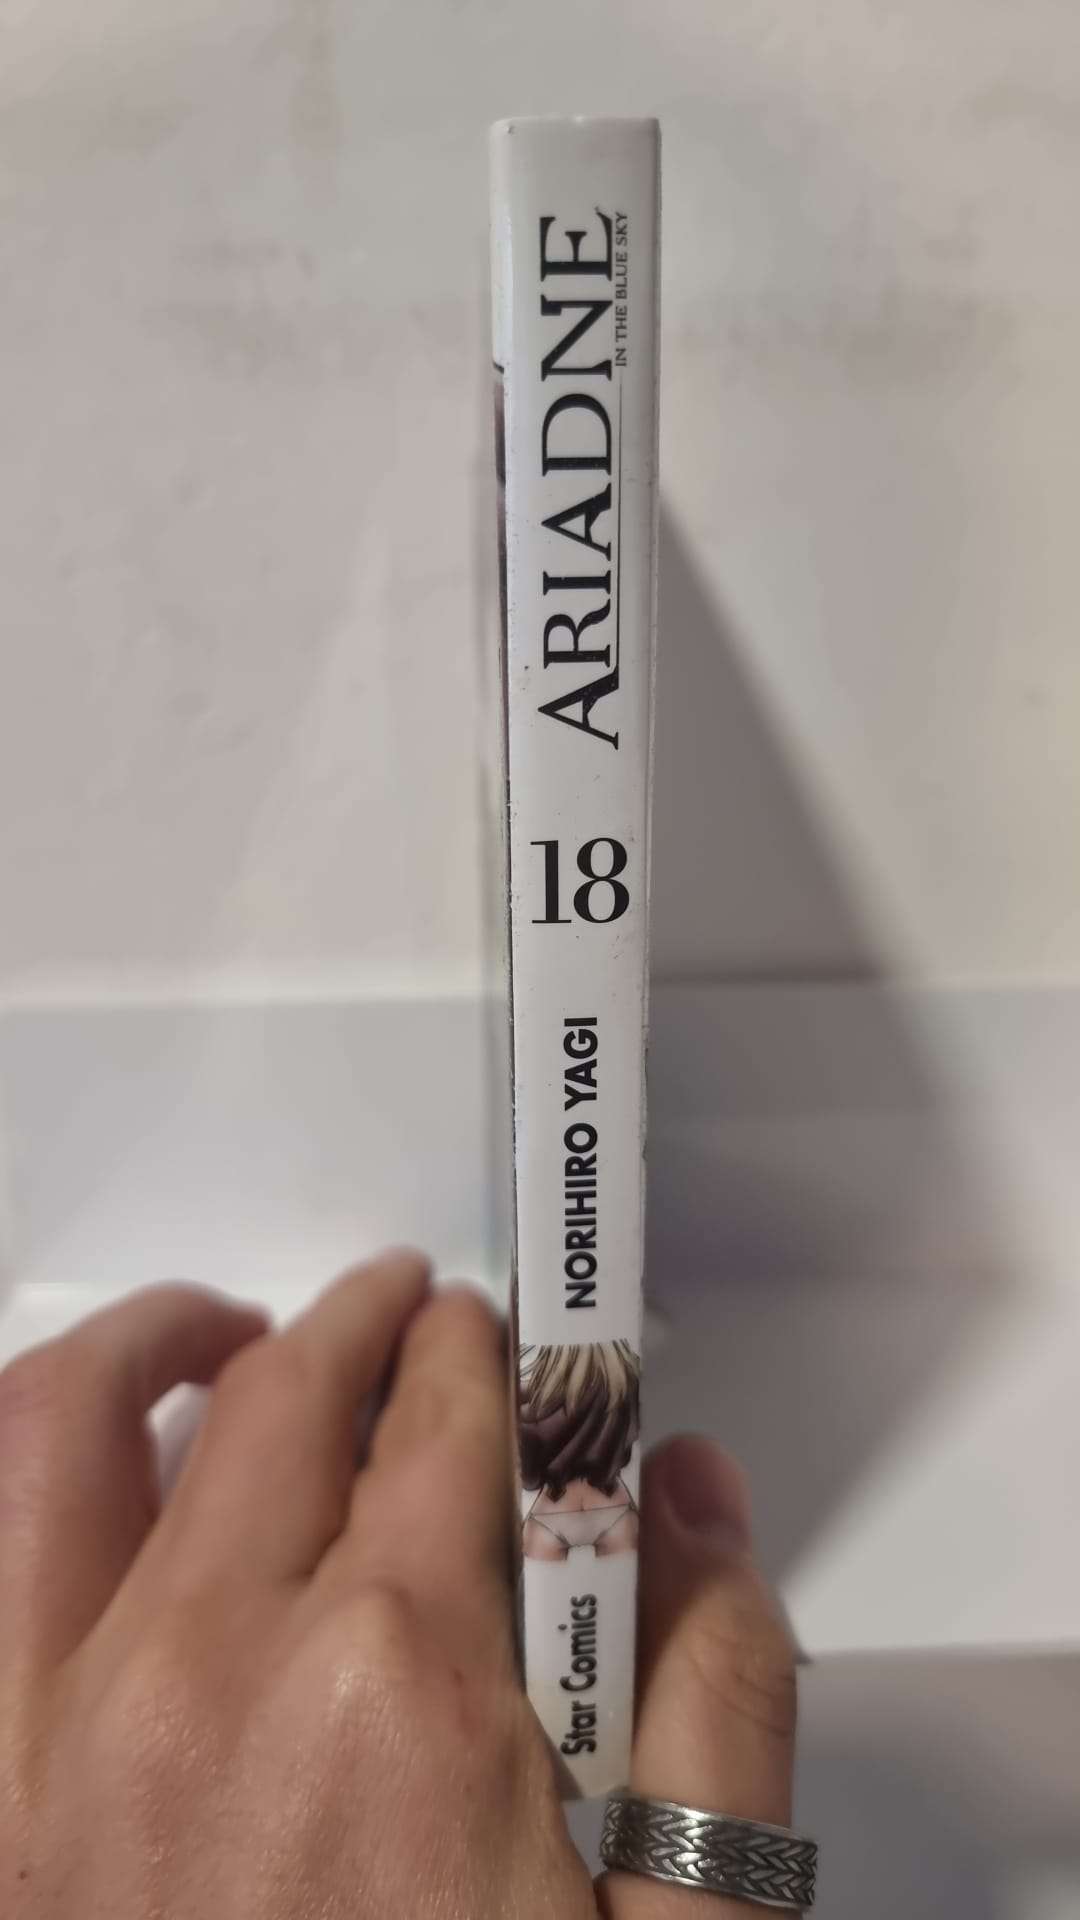 ARIADNE
IN THE BLUE SKY
18
NORIHIRO YAGI
Star Comics